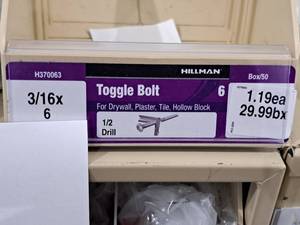 H370063
HILLMAN
Box/50
3/16x
6
Toggle Bolt
6
For Drywall, Plaster, Tile, Hollow Block
1/2
Drill
1.19ea
29.99bx